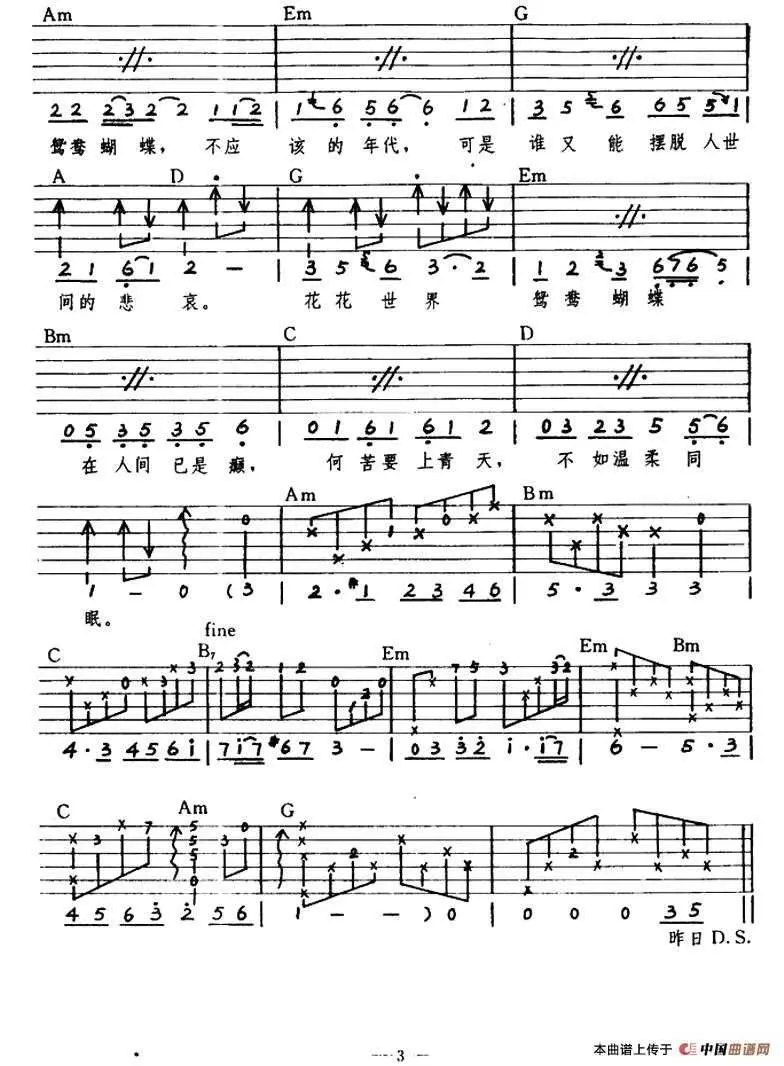 Am Em G
2 2 2 3 2 2 1 1 2 | 1 6 5 6 6 1 2 | 3 5 6 6 5 5 1
鸳鸯蝴蝶，不应 该的年代，可是 谁又能摆脱人世
A D G Em
2 1 6 1 2 - | 3 5 6 3 · 2 | 1 2 3 6 7 6 5
间的悲哀。 花花世界 鸳鸯蝴蝶
Bm C D
0 5 3 5 3 5 6 | 0 1 6 1 6 1 2 | 0 3 2 3 5 5 6
在人间已是癫， 何苦要上青天， 不如温柔同
Am Bm
0
1 - 0 (3 | 2 · #1 2 3 4 6 | 5 · 3 3 3
眠。
fine
C B7 Em Em Bm
4 · 3 4 5 6 i | 7 i 7 #6 7 3 - | 0 3 3 2 i · i 7 | 6 - 5 · 3
C Am G
4 5 6 3 2 5 6 | 1 - - ) 0 | 0 0 0 3 5
昨日 D.S.
— 3 —
本曲谱上传于 中国曲谱网